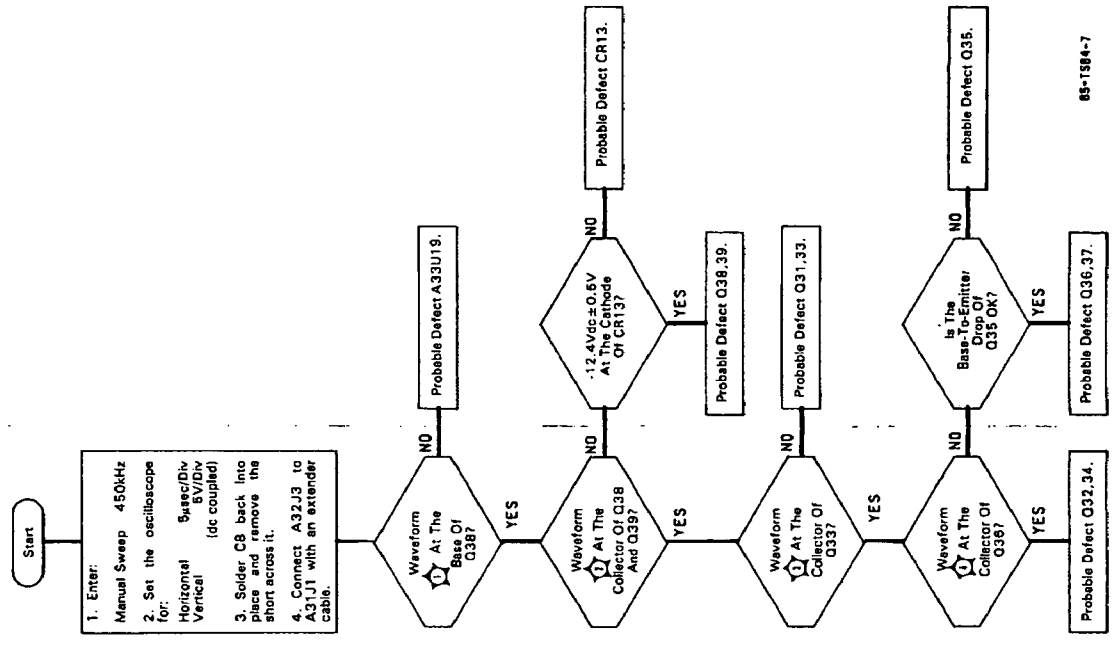 Start
1. Enter:
Manual Sweep 450kHz
2. Set the oscilloscope
for:
Horizontal 5µsec/Div
Vertical 5V/Div
(dc coupled)
3. Solder C8 back into
place and remove the
short across it.
4. Connect A32J3 to
A31J1 with an extender
cable.
Waveform
1 At The
Base Of
Q38?
NO
Probable Defect A33U19.
YES
Waveform
2 At The
Collector Of Q38
And Q39?
NO
-12.4Vdc±0.5V
At The Cathode
Of CR13?
NO
Probable Defect CR13.
YES
Probable Defect Q38,39.
YES
Waveform
3 At The
Collector Of
Q33?
NO
Probable Defect Q31,33.
YES
Waveform
4 At The
Collector Of
Q36?
NO
Is The
Base-To-Emitter
Drop Of
Q35 OK?
NO
Probable Defect Q35.
YES
Probable Defect Q36,37.
YES
Probable Defect Q32,34.
85-TS84-7